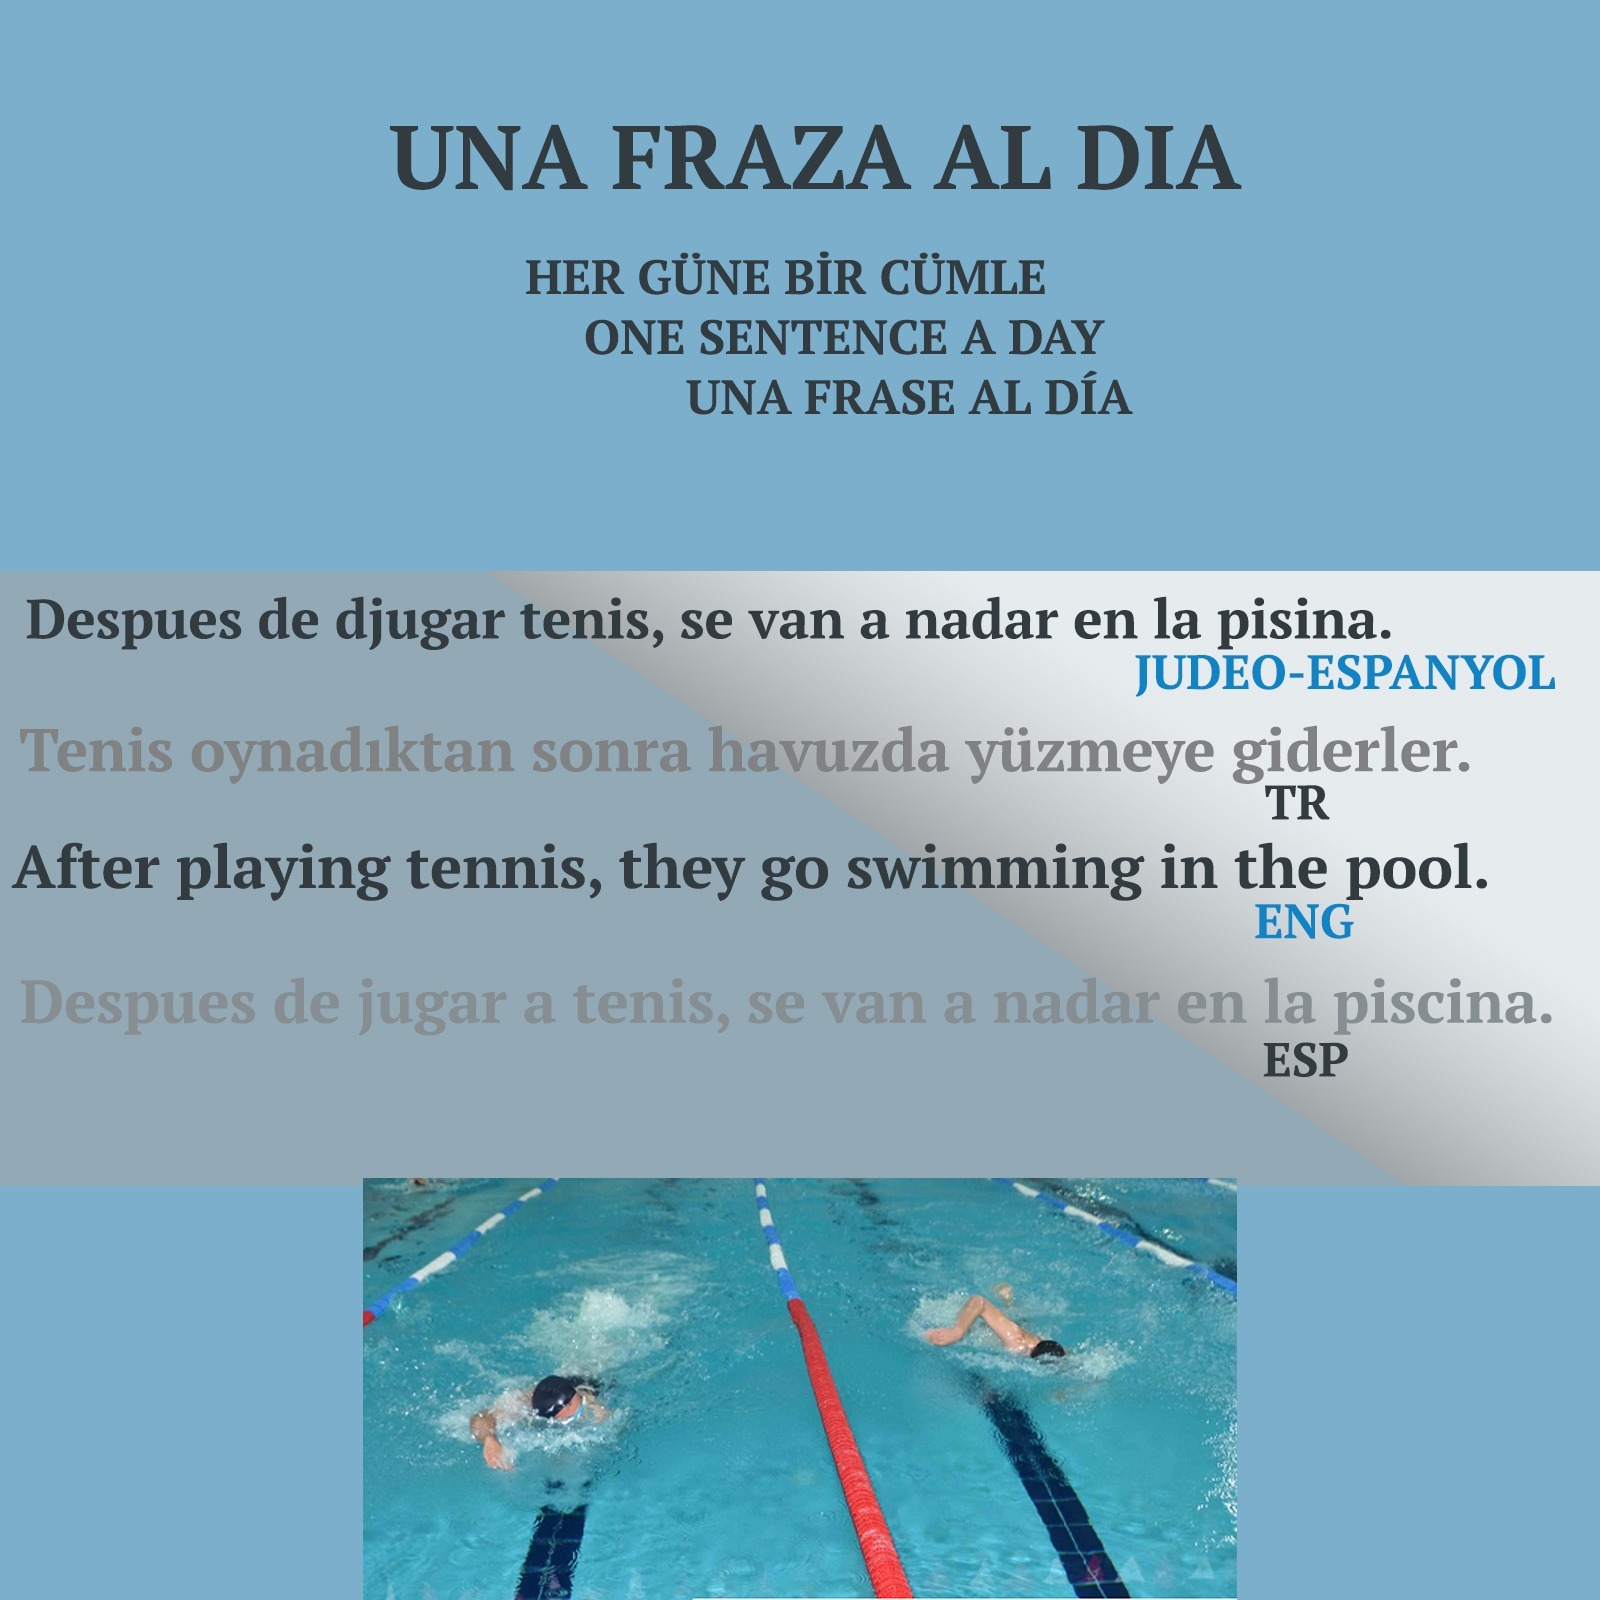 UNA FRAZA AL DIA
HER GÜNE BİR CÜMLE
ONE SENTENCE A DAY
UNA FRASE AL DÍA
Despues de djugar tenis, se van a nadar en la pisina.
JUDEO-ESPANYOL
Tenis oynadıktan sonra havuzda yüzmeye giderler.
TR
After playing tennis, they go swimming in the pool.
ENG
Despues de jugar a tenis, se van a nadar en la piscina.
ESP